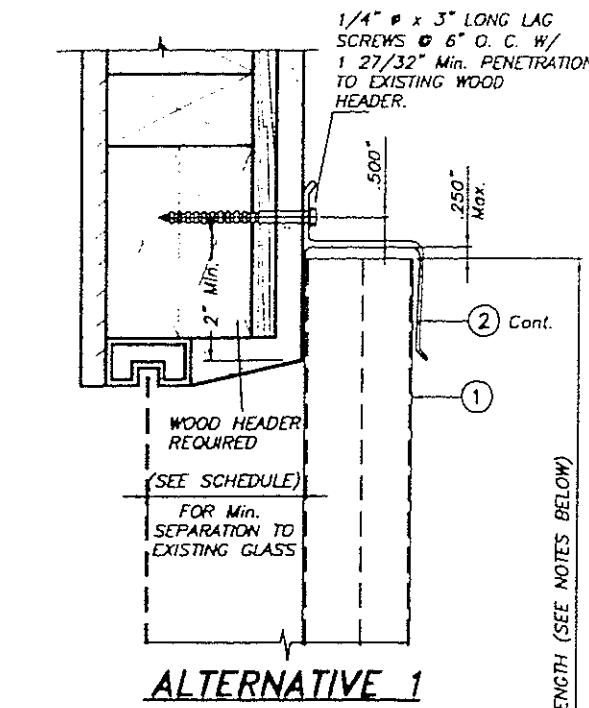 1/4" ø x 3" LONG LAG
SCREWS @ 6" O. C. W/
1 27/32" Min. PENETRATION
TO EXISTING WOOD
HEADER.
.500"
.250"
Max.
2" Min.
2 Cont.
1
WOOD HEADER
REQUIRED
(SEE SCHEDULE)
FOR Min.
SEPARATION TO
EXISTING GLASS
ENGTH (SEE NOTES BELOW)
ALTERNATIVE 1